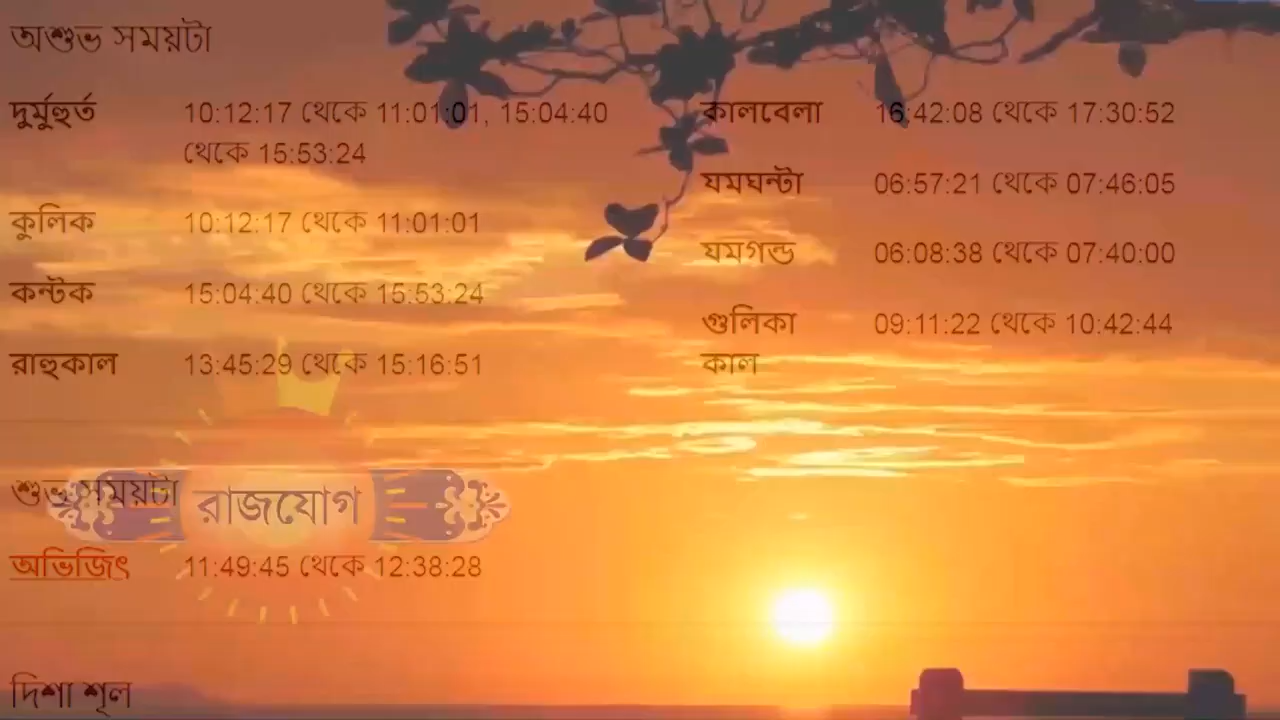 অশুভ সময়টা
দুর্মুহুর্ত 10:12:17 থেকে 11:01:01, 15:04:40
থেকে 15:53:24
কুলিক 10:12:17 থেকে 11:01:01
কন্টক 15:04:40 থেকে 15:53:24
রাহুকাল 13:45:29 থেকে 15:16:51
কালবেলা 16:42:08 থেকে 17:30:52
যমঘন্টা 06:57:21 থেকে 07:46:05
যমগন্ড 06:08:38 থেকে 07:40:00
গুলিকা 09:11:22 থেকে 10:42:44
কাল
শুভ সময়টা
রাজযোগ
অভিজিৎ 11:49:45 থেকে 12:38:28
দিশা শূল